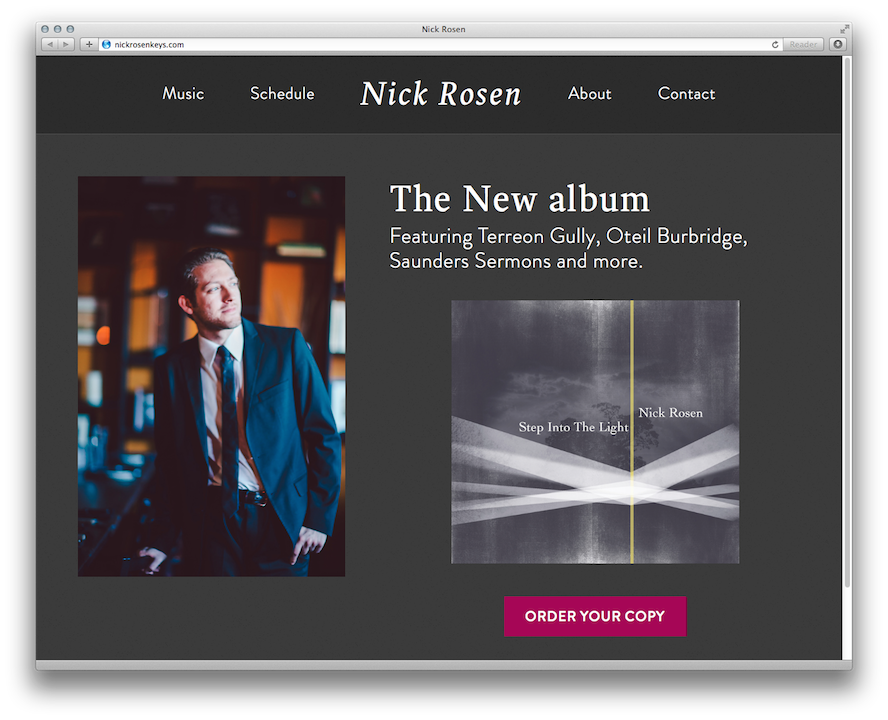 Nick Rosen
nickrosenkeys.com
Reader
Music
Schedule
Nick Rosen
About
Contact
The New album
Featuring Terreon Gully, Oteil Burbridge,
Saunders Sermons and more.
Nick Rosen
Step Into The Light
ORDER YOUR COPY